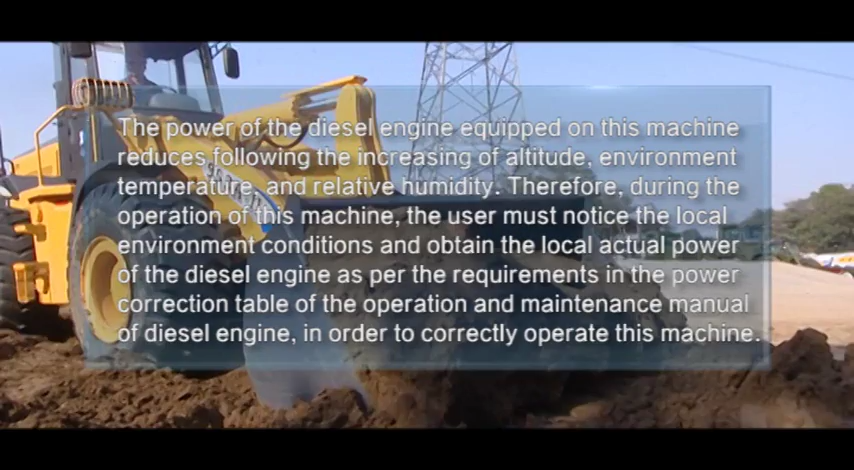 The power of the diesel engine equipped on this machine
reduces following the increasing of altitude, environment
temperature, and relative humidity. Therefore, during the
operation of this machine, the user must notice the local
environment conditions and obtain the local actual power
of the diesel engine as per the requirements in the power
correction table of the operation and maintenance manual
of diesel engine, in order to correctly operate this machine.